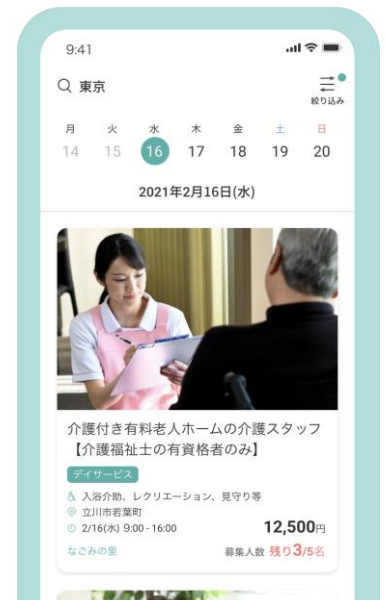 9:41
東京
絞り込み
月 火 水 木 金 土 日
14 15 16 17 18 19 20
2021年2月16日(水)
介護付き有料老人ホームの介護スタッフ
【介護福祉士の有資格者のみ】
デイサービス
入浴介助、レクリエーション、見守り等
立川市若葉町
2/16(水) 9:00 - 16:00 12,500円
なごみの里 募集人数 残り3/5名